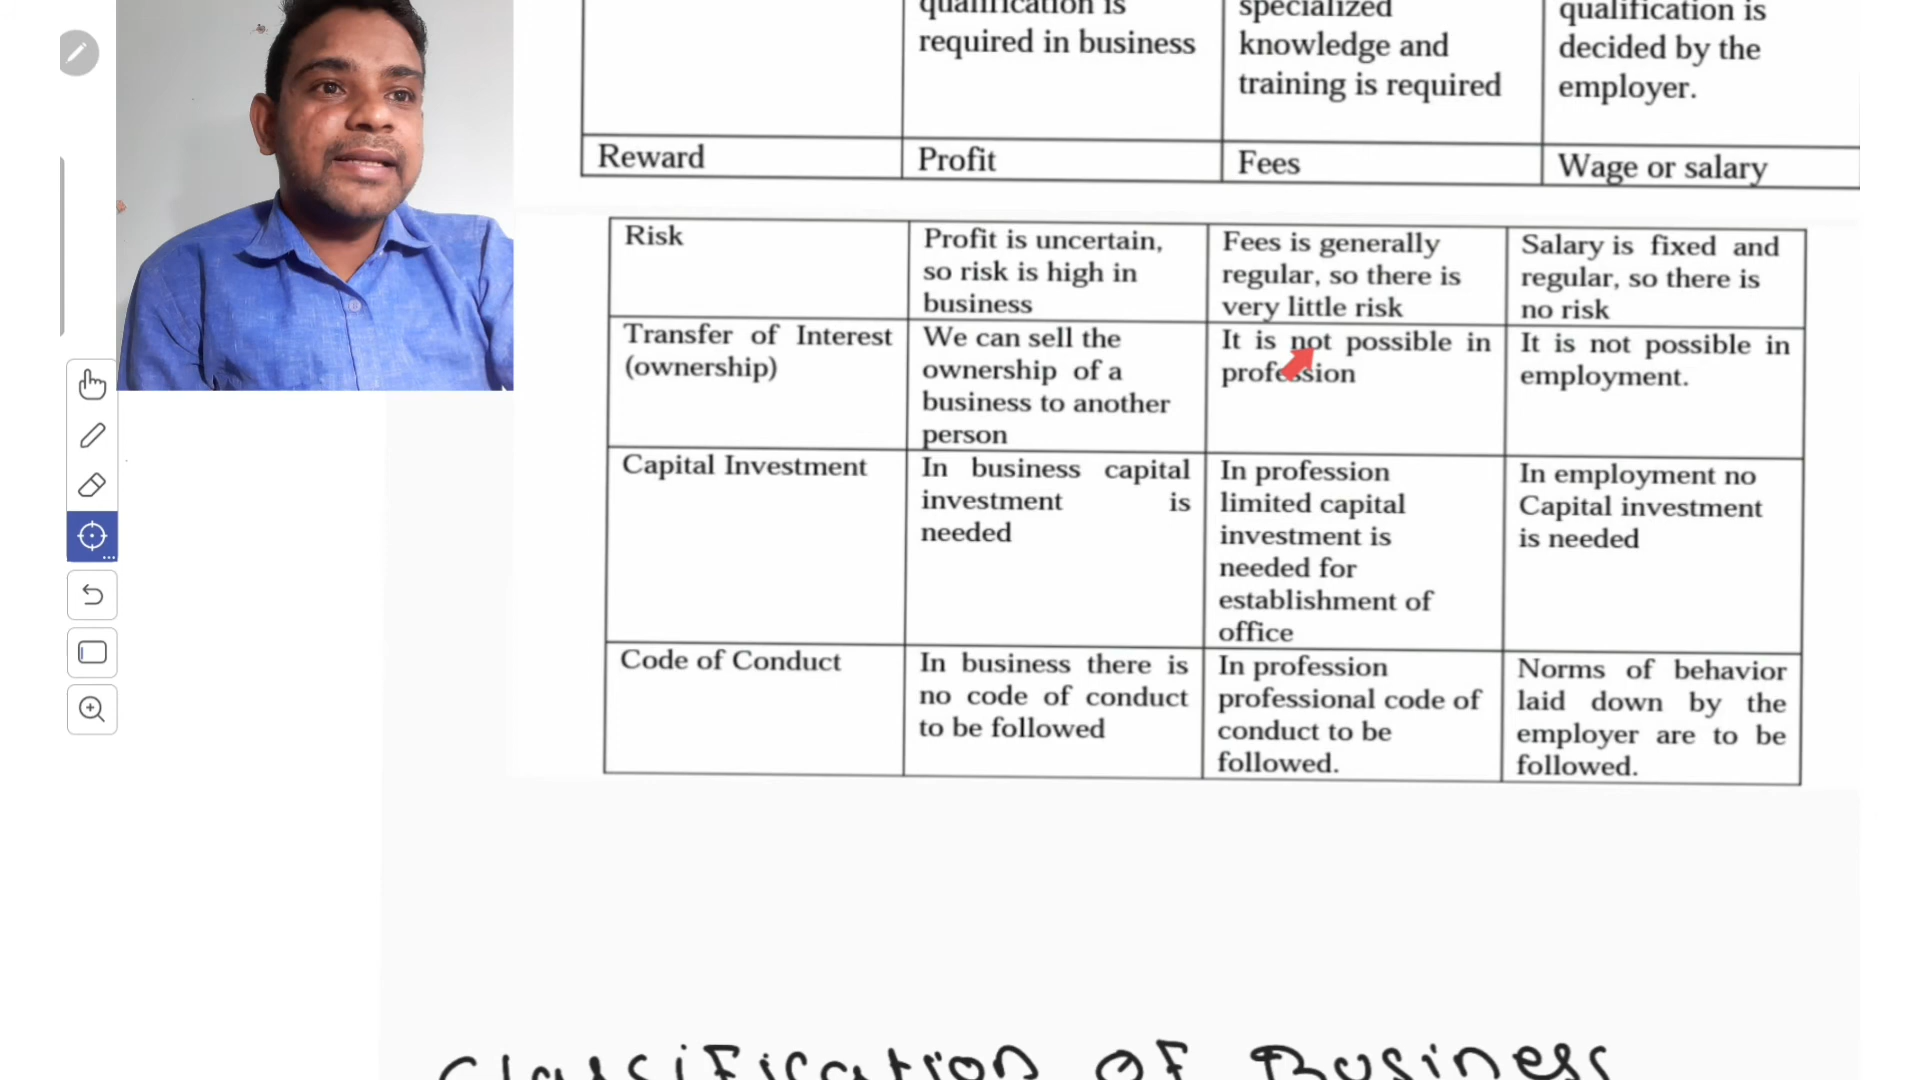 qualification is
required in business
specialized
knowledge and
training is required
qualification is
decided by the
employer.
Reward
Profit
Fees
Wage or salary
Risk
Profit is uncertain,
so risk is high in
business
Fees is generally
regular, so there is
very little risk
Salary is fixed and
regular, so there is
no risk
Transfer of Interest
(ownership)
We can sell the
ownership of a
business to another
person
It is not possible in
profession
It is not possible in
employment.
Capital Investment
In business capital
investment is
needed
In profession
limited capital
investment is
needed for
establishment of
office
In employment no
Capital investment
is needed
Code of Conduct
In business there is
no code of conduct
to be followed
In profession
professional code of
conduct to be
followed.
Norms of behavior
laid down by the
employer are to be
followed.
Classification of Business